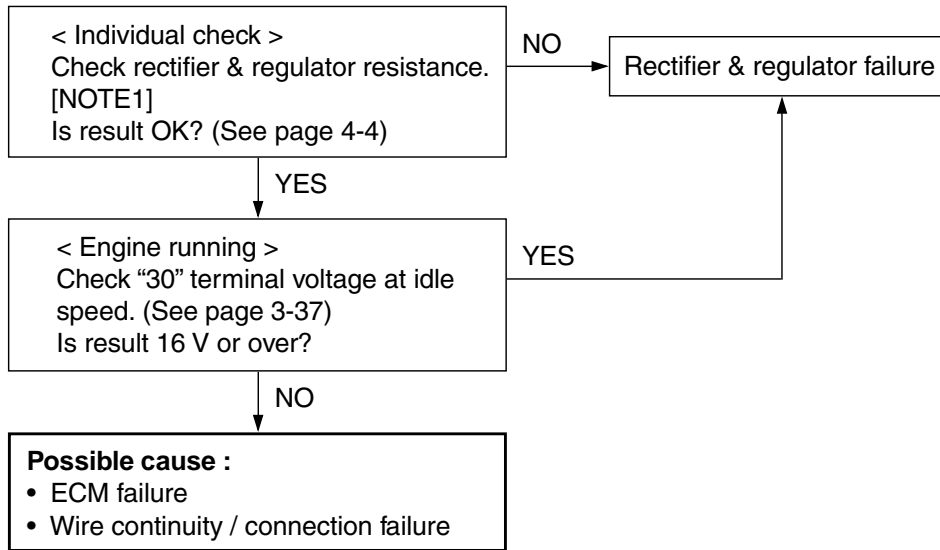 < Individual check >
Check rectifier & regulator resistance.
[NOTE1]
Is result OK? (See page 4-4)
NO
Rectifier & regulator failure
YES
< Engine running >
Check “30” terminal voltage at idle
speed. (See page 3-37)
Is result 16 V or over?
YES
NO
Possible cause :
• ECM failure
• Wire continuity / connection failure